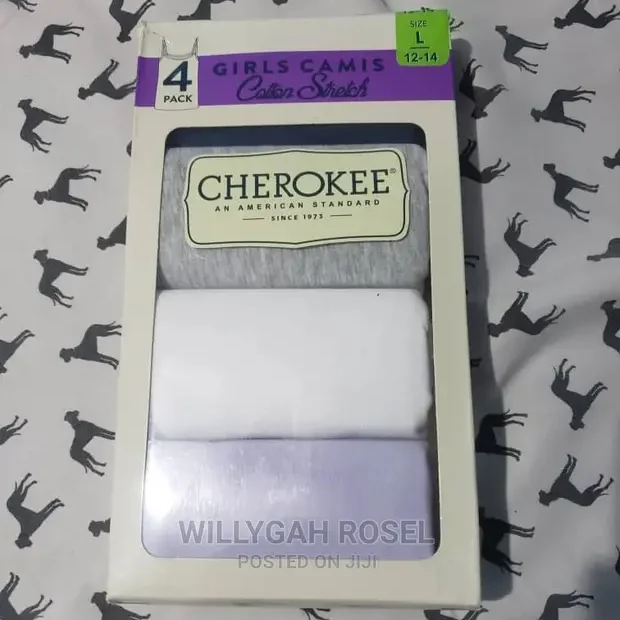 SIZE
L
12-14
4
PACK
GIRLS CAMIS
Cotton Stretch
CHEROKEE®
AN AMERICAN STANDARD
SINCE 1973
WILLYGAH ROSEL
POSTED ON JIJI